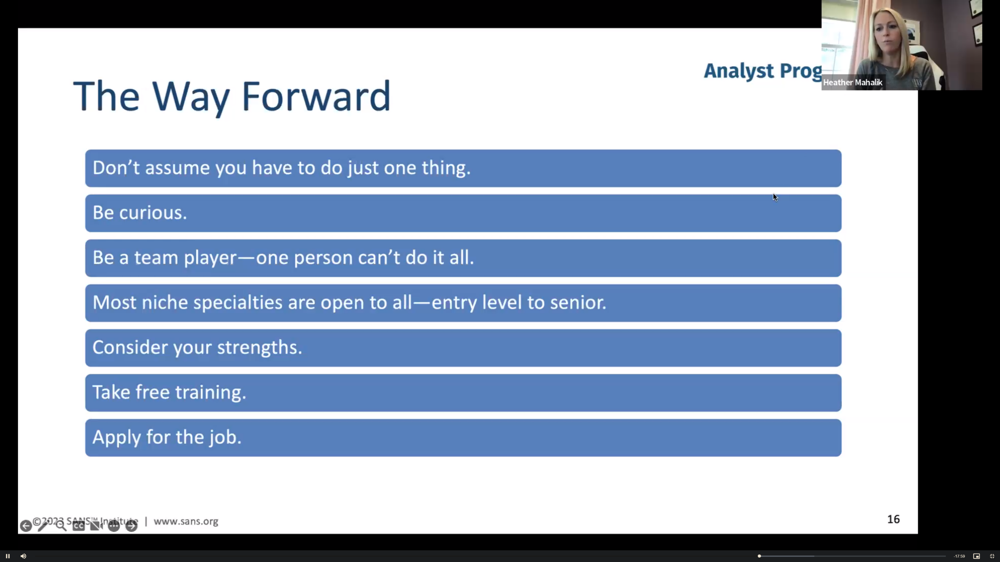 Analyst Prog
Heather Mahalik
SANS
The Way Forward
Don’t assume you have to do just one thing.
Be curious.
Be a team player—one person can’t do it all.
Most niche specialties are open to all—entry level to senior.
Consider your strengths.
Take free training.
Apply for the job.
©2023 SANS™ Institute | www.sans.org
CC
16
-17:59